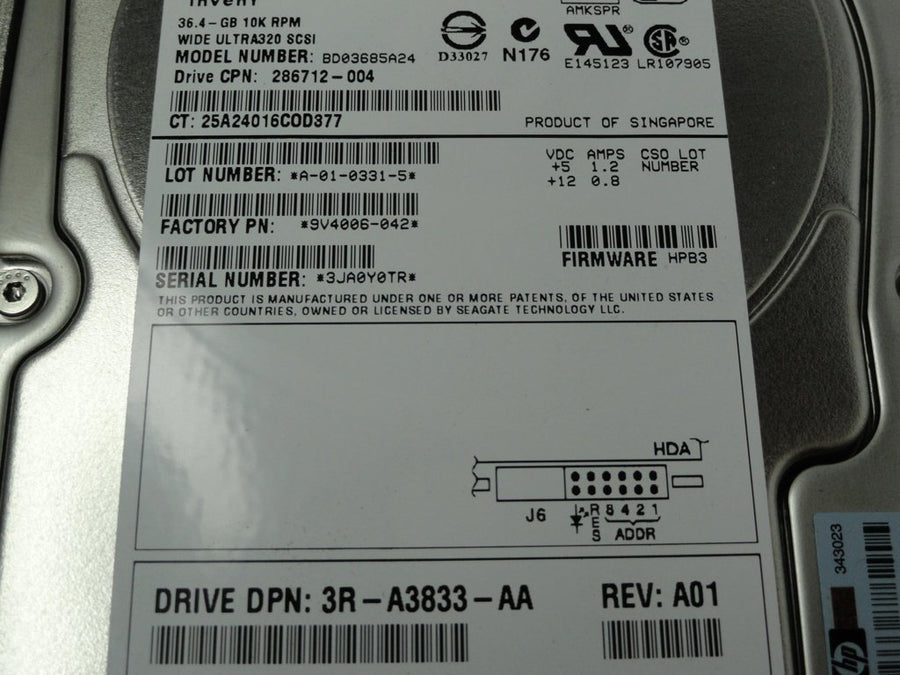 invent
36.4-GB 10K RPM
WIDE ULTRA320 SCSI
MODEL NUMBER: BD03685A24
Drive CPN: 286712-004
AMKSPR
D33027
N176
E145123 LR107905
CT: 25A24016COD377
PRODUCT OF SINGAPORE
LOT NUMBER: *A-01-0331-5*
VDC AMPS CSO LOT
+5 1.2 NUMBER
+12 0.8
FACTORY PN: *9V4006-042*
SERIAL NUMBER: *3JA0Y0TR*
FIRMWARE HPB3
THIS PRODUCT IS MANUFACTURED UNDER ONE OR MORE PATENTS, OF THE UNITED STATES
OR OTHER COUNTRIES, OWNED OR LICENSED BY SEAGATE TECHNOLOGY LLC.
HDA
J6
RES
8 4 2 1
ADDR
DRIVE DPN: 3R-A3833-AA
REV: A01
343023
hp